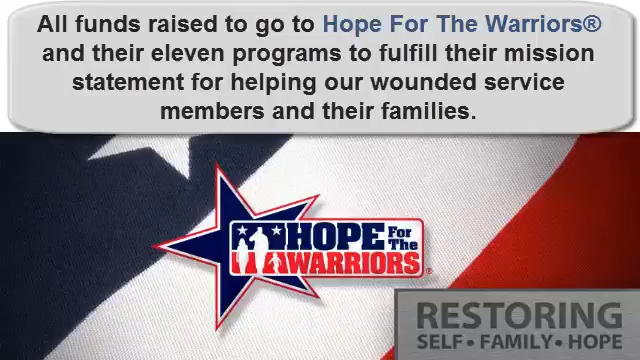 All funds raised to go to Hope For The Warriors®
and their eleven programs to fulfill their mission
statement for helping our wounded service
members and their families.
HOPE For The
WARRIORS®
RESTORING
SELF • FAMILY • HOPE